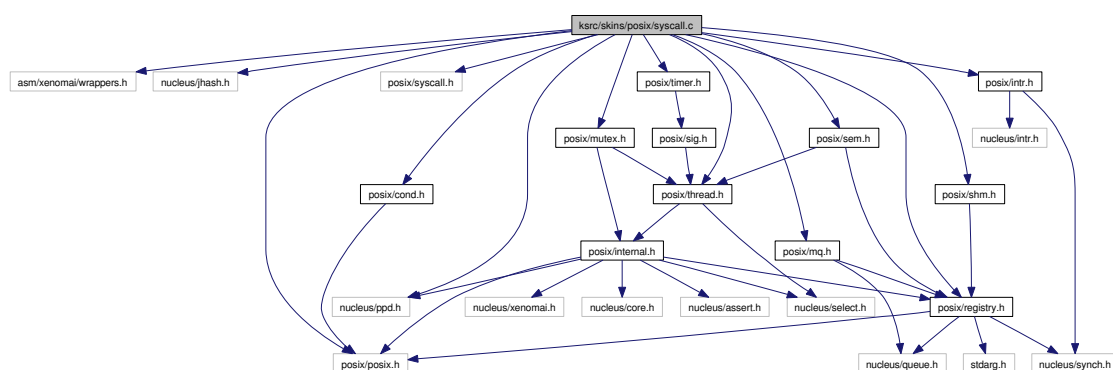 ksrc/skins/posix/syscall.c
asm/xenomai/wrappers.h
nucleus/jhash.h
posix/syscall.h
posix/timer.h
posix/intr.h
posix/mutex.h
posix/sig.h
posix/sem.h
nucleus/intr.h
posix/cond.h
posix/thread.h
posix/shm.h
posix/internal.h
posix/mq.h
nucleus/ppd.h
nucleus/xenomai.h
nucleus/core.h
nucleus/assert.h
nucleus/select.h
posix/registry.h
posix/posix.h
nucleus/queue.h
stdarg.h
nucleus/synch.h